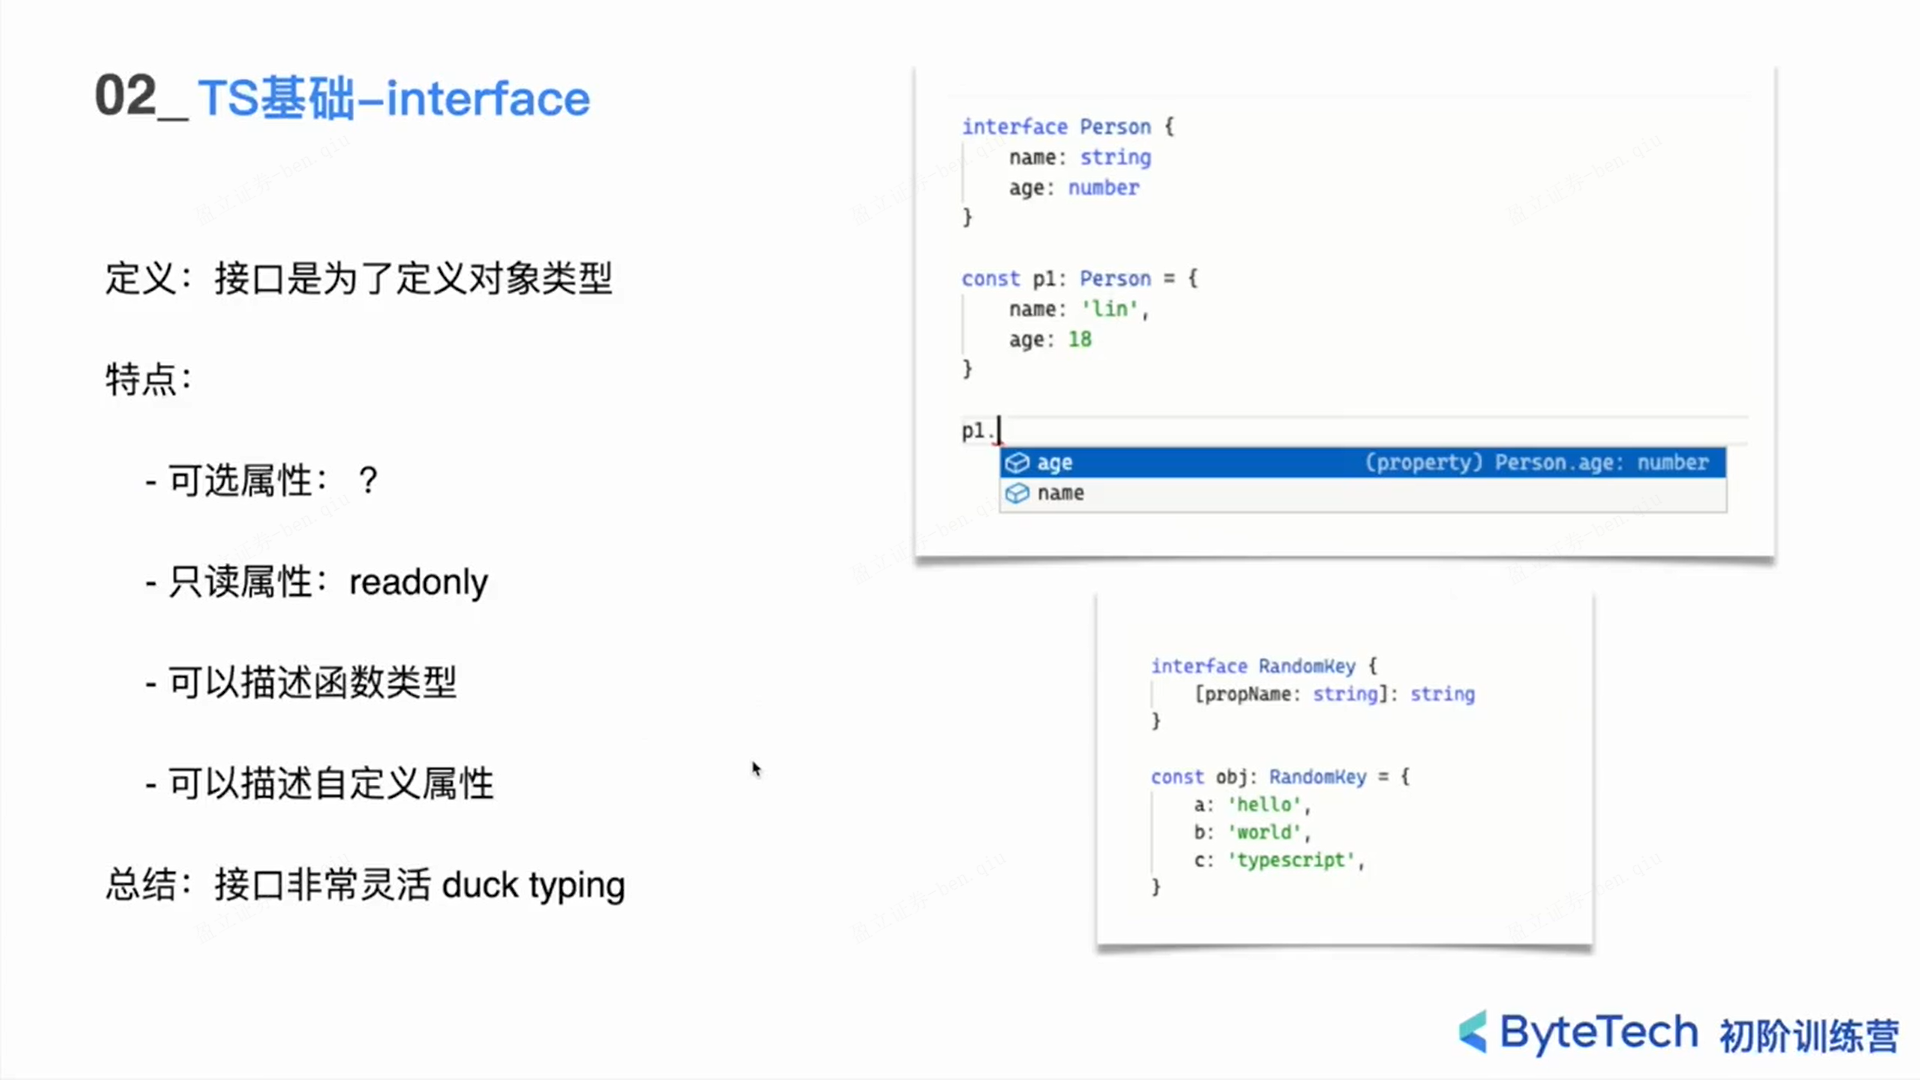 02_ TS基础-interface
定义：接口是为了定义对象类型
特点：
- 可选属性：？
- 只读属性：readonly
- 可以描述函数类型
- 可以描述自定义属性
总结：接口非常灵活 duck typing
interface Person {
name: string
age: number
}
const p1: Person = {
name: 'lin',
age: 18
}
p1.
age (property) Person.age: number
name
interface RandomKey {
[propName: string]: string
}
const obj: RandomKey = {
a: 'hello',
b: 'world',
c: 'typescript',
}
ByteTech 初阶训练营